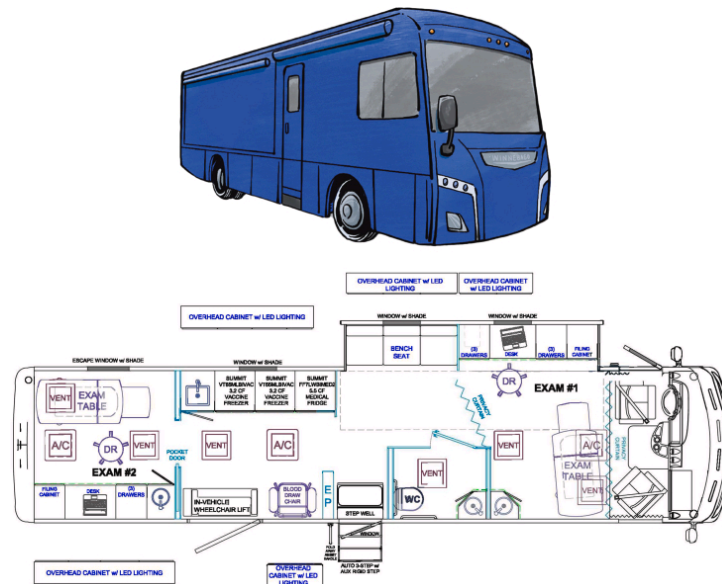 WINNEBAGO
OVERHEAD CABINET w/ LED
LIGHTING
OVERHEAD CABINET
w/ LED LIGHTING
OVERHEAD CABINET w/ LED LIGHTING
WINDOW w/ SHADE
WINDOW w/ SHADE
ESCAPE WINDOW w/ SHADE
WINDOW w/ SHADE
BENCH
SEAT
(3)
DRAWERS
DESK
(3)
DRAWERS
FILING
CABINET
VENT
EXAM
TABLE
SUMMIT
VT65MLBIVAC
3.2 CF
VACCINE
FREEZER
SUMMIT
VT65MLBIVAC
3.2 CF
VACCINE
FREEZER
SUMMIT
5.5 CF
MEDICAL
FRIDGE
DR
EXAM #1
PRIVACY
CURTAIN
A/C
DR
VENT
VENT
A/C
VENT
A/C
PRIVACY
CURTAIN
EXAM #2
POCKET
DOOR
VENT
EXAM
TABLE
VENT
FILING
CABINET
DESK
(3)
DRAWERS
IN-VEHICLE
WHEELCHAIR LIFT
BLOOD
DRAW
CHAIR
E
P
STEP WELL
WC
WINDOW
AUTO 3-STEP w/
AUX RIGID STEP
OVERHEAD CABINET w/ LED LIGHTING
OVERHEAD
CABINET w/ LED
LIGHTING